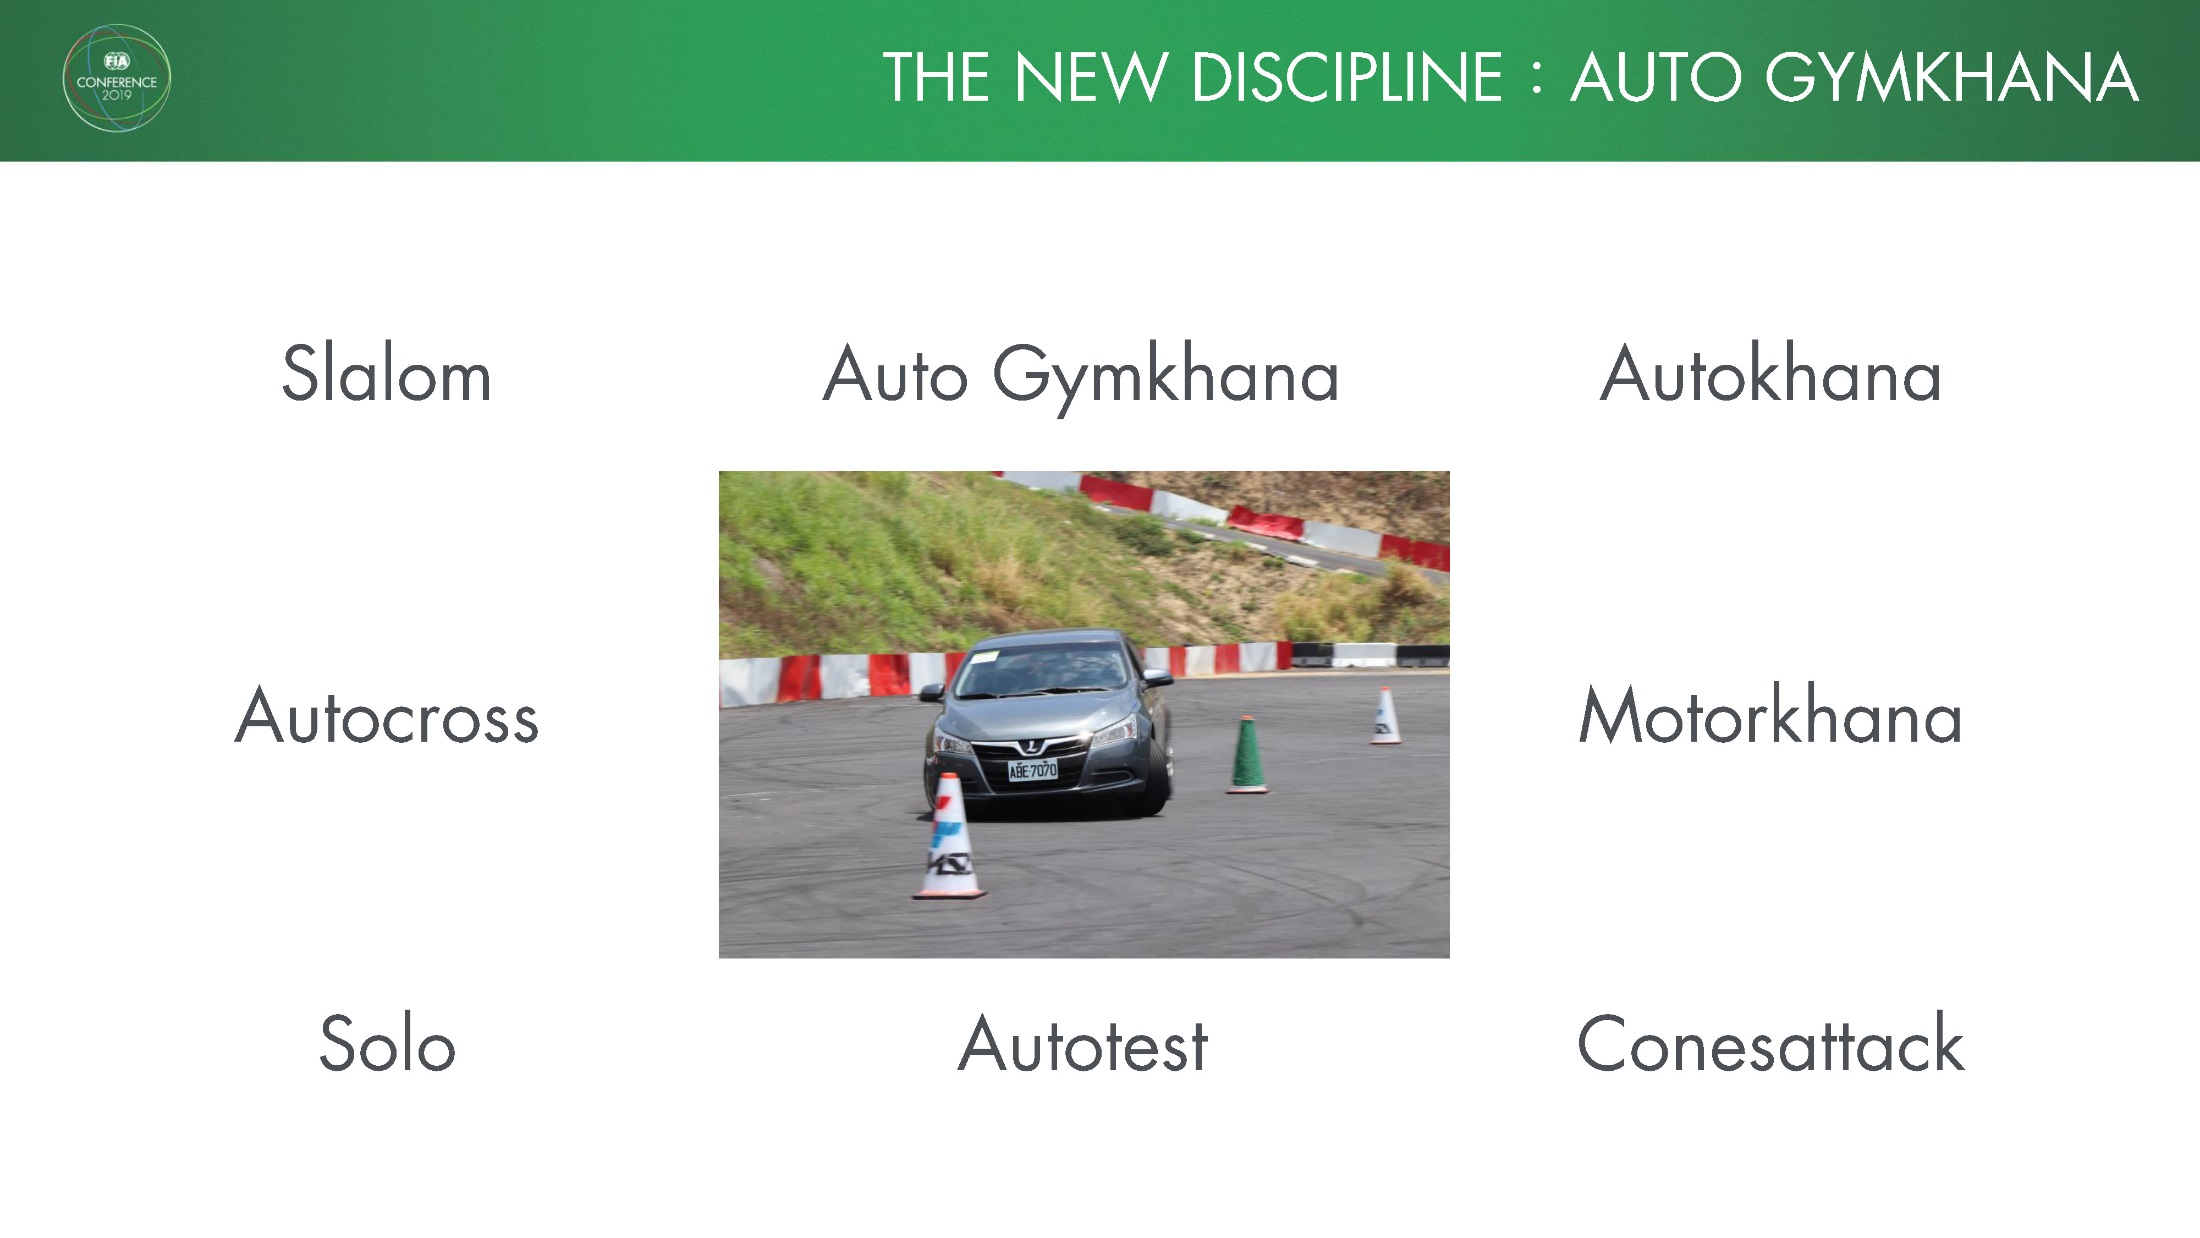 FIA
CONFERENCE
2019
THE NEW DISCIPLINE : AUTO GYMKHANA
Slalom
Auto Gymkhana
Autokhana
ABE-7070
Autocross
Motorkhana
Solo
Autotest
Conesattack